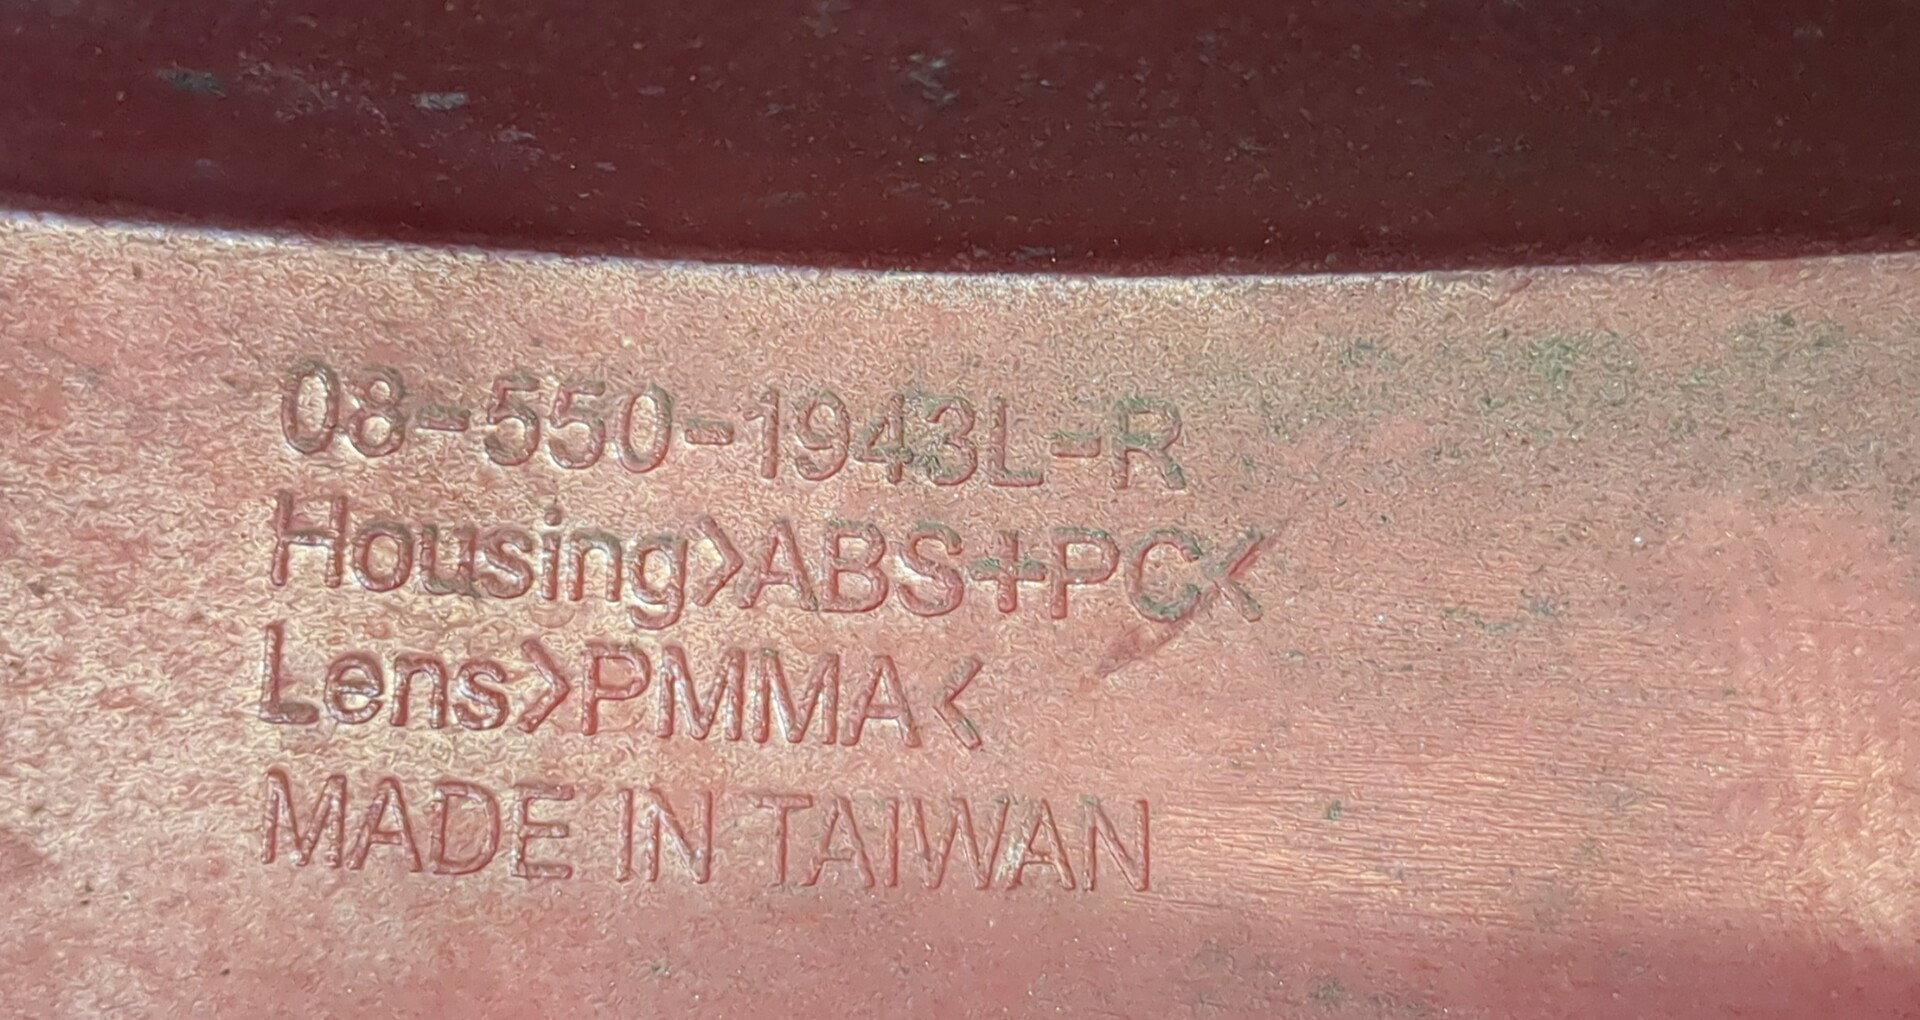 08-550-1943L-R
Housing>ABS+PC<
Lens>PMMA<
MADE IN TAIWAN